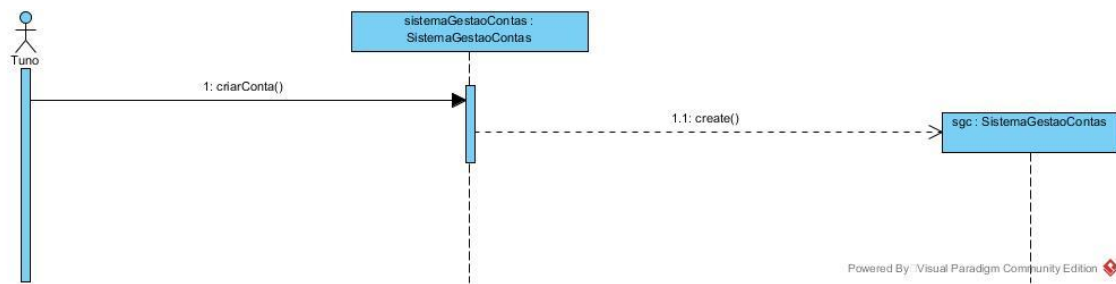 sistemaGestaoContas :
SistemaGestaoContas
Tuno
1: criarConta()
1.1: create()
sgc : SistemaGestaoContas
Powered By Visual Paradigm Community Edition